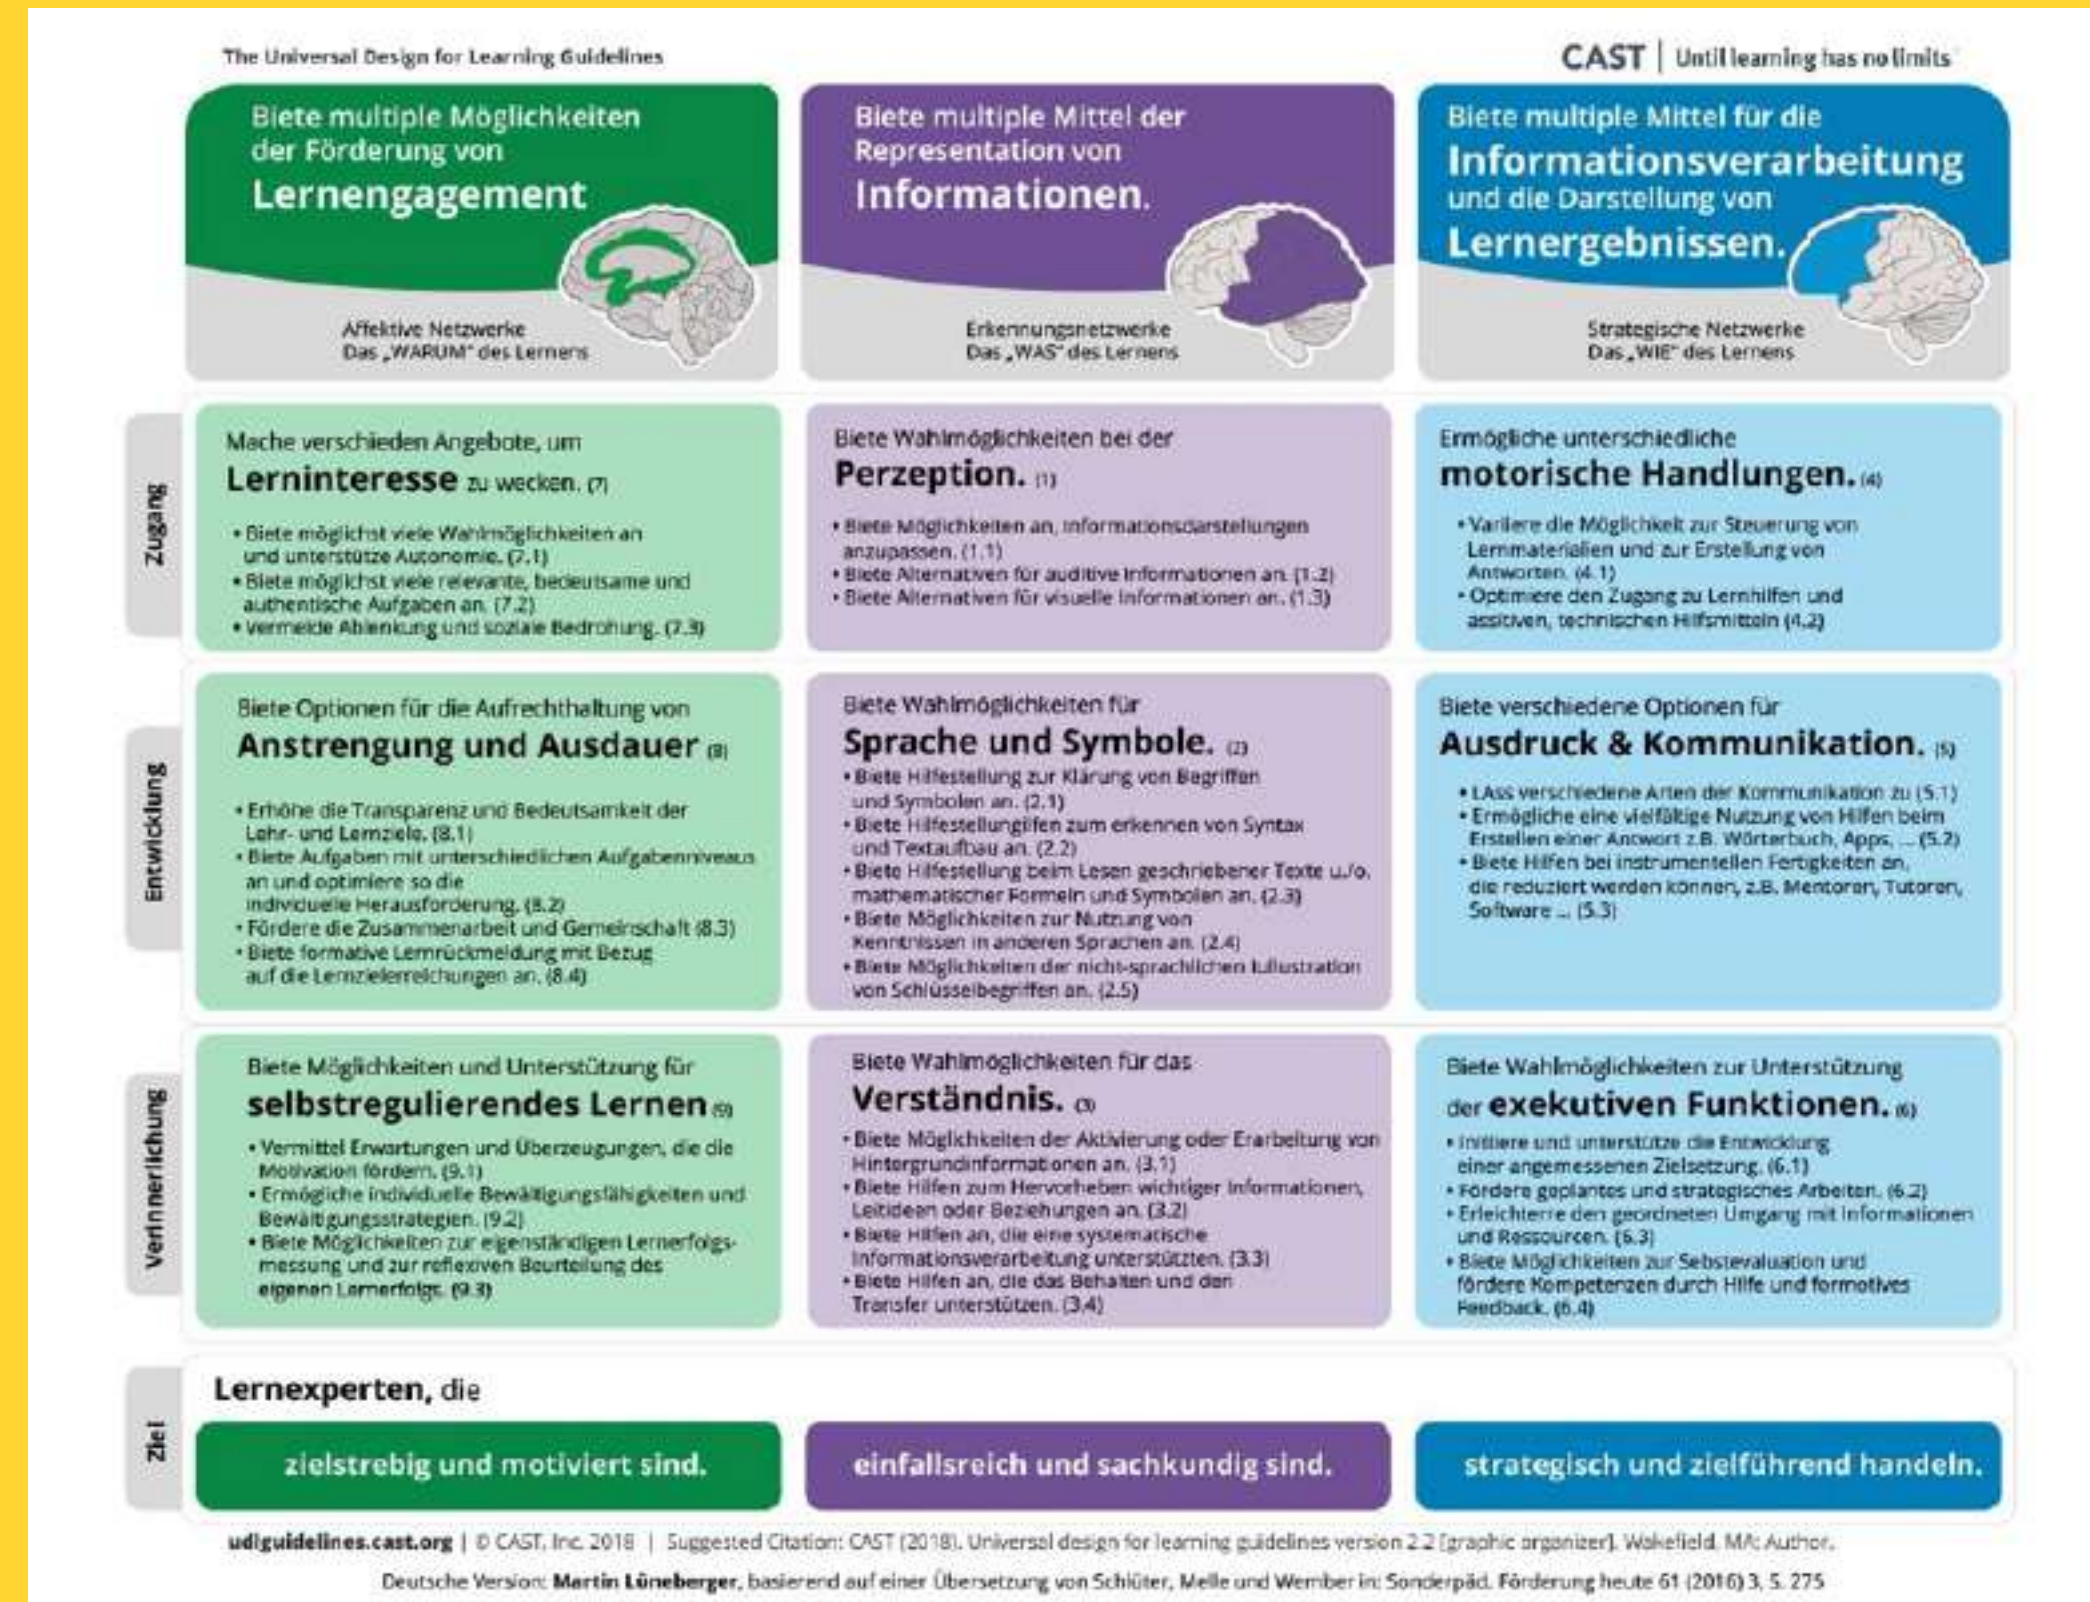 The Universal Design for Learning Guidelines
CAST | Until learning has no limits
Biete multiple Möglichkeiten
der Förderung von
Lernengagement
Affektive Netzwerke
Das „WARUM“ des Lernens
Biete multiple Mittel der
Representation von
Informationen.
Erkennungsnetzwerke
Das „WAS“ des Lernens
Biete multiple Mittel für die
Informationsverarbeitung
und die Darstellung von
Lernergebnissen.
Strategische Netzwerke
Das „WIE“ des Lernens
Zugang
Mache verschieden Angebote, um
Lerninteresse zu wecken. (7)
• Biete möglichst viele Wahlmöglichkeiten an
und unterstütze Autonomie. (7.1)
• Biete möglichst viele relevante, bedeutsame und
authentische Aufgaben an. (7.2)
• Vermeide Ablenkung und soziale Bedrohung. (7.3)
Biete Wahlmöglichkeiten bei der
Perzeption. (1)
• Biete Möglichkeiten an, Informationsdarstellungen
anzupassen. (1.1)
• Biete Alternativen für auditive Informationen an. (1.2)
• Biete Alternativen für visuelle Informationen an. (1.3)
Ermögliche unterschiedliche
motorische Handlungen. (4)
• Variiere die Möglichkeit zur Steuerung von
Lernmaterialien und zur Erstellung von
Antworten. (4.1)
• Optimiere den Zugang zu Lernhilfen und
assitiven, technischen Hilfsmitteln (4.2)
Entwicklung
Biete Optionen für die Aufrechthaltung von
Anstrengung und Ausdauer (8)
• Erhöhe die Transparenz und Bedeutsamkeit der
Lehr- und Lernziele. (8.1)
• Biete Aufgaben mit unterschiedlichen Aufgabenniveaus
an und optimiere so die
individuelle Herausforderung. (8.2)
• Fördere die Zusammenarbeit und Gemeinschaft (8.3)
• Biete formative Lernrückmeldung mit Bezug
auf die Lernzielerreichungen an. (8.4)
Biete Wahlmöglichkeiten für
Sprache und Symbole. (2)
• Biete Hilfestellung zur Klärung von Begriffen
und Symbolen an. (2.1)
• Biete Hilfestellungilfen zum erkennen von Syntax
und Textaufbau an. (2.2)
• Biete Hilfestellung beim Lesen geschriebener Texte u./o.
mathematischer Formeln und Symbolen an. (2.3)
• Biete Möglichkeiten zur Nutzung von
Kenntnissen in anderen Sprachen an. (2.4)
• Biete Möglichkeiten der nicht-sprachlichen
von Schlüsselbegriffen an. (2.5)
Biete verschiedene Optionen für
Ausdruck & Kommunikation. (5)
• LAss verschiedene Arten der Kommunikation zu (5.1)
• Ermögliche eine vielfältige Nutzung von Hilfen beim
Erstellen einer Antwort z.B. Wörterbuch, Apps, ... (5.2)
• Biete Hilfen bei instrumentellen Fertigkeiten an,
die reduziert werden können, z.B. Mentoren, Tutoren,
Software ... (5.3)
Verinnerlichung
Biete Möglichkeiten und Unterstützung für
selbstregulierendes Lernen (9)
• Vermittel Erwartungen und Überzeugungen, die die
Motivation fördern. (9.1)
• Ermögliche individuelle Bewältigungsfähigkeiten und
Bewältigungsstrategien. (9.2)
• Biete Möglichkeiten zur eigenständigen Lernerfolgs-
messung und zur reflexiven Beurteilung des
eigenen Lernerfolgs. (9.3)
Biete Wahlmöglichkeiten für das
Verständnis. (3)
• Biete Möglichkeiten der Aktivierung oder Erarbeitung von
Hintergrundinformationen an. (3.1)
• Biete Hilfen zum Hervorheben wichtiger Informationen,
Leitideen oder Beziehungen an. (3.2)
• Biete Hilfen an, die eine systematische
Informationsverarbeitung unterstützten. (3.3)
• Biete Hilfen an, die das Behalten und den
Transfer unterstützen. (3.4)
Biete Wahlmöglichkeiten zur Unterstützung
der exekutiven Funktionen. (6)
• Initiiere und unterstütze die Entwicklung
einer angemessenen Zielsetzung. (6.1)
• Fördere geplantes und strategisches Arbeiten. (6.2)
• Erleichterre den geordneten Umgang mit Informationen
und Ressourcen. (6.3)
• Biete Möglichkeiten zur Sebstevaluation und
fördere Kompetenzen durch Hilfe und formotives
Feedback. (6.4)
Ziel
Lernexperten, die
zielstrebig und motiviert sind.
einfallsreich und sachkundig sind.
strategisch und zielführend handeln.
udlguidelines.cast.org | © CAST, Inc. 2018 | Suggested Citation: CAST (2018). Universal design for learning guidelines version 2.2 [graphic organizer]. Wakefield, MA: Author.
Deutsche Version: Martin Lüneberger, basierend auf einer Übersetzung von Schlüter, Melle und Wember in: Sonderpäd. Förderung heute 61 (2016) 3, S. 275